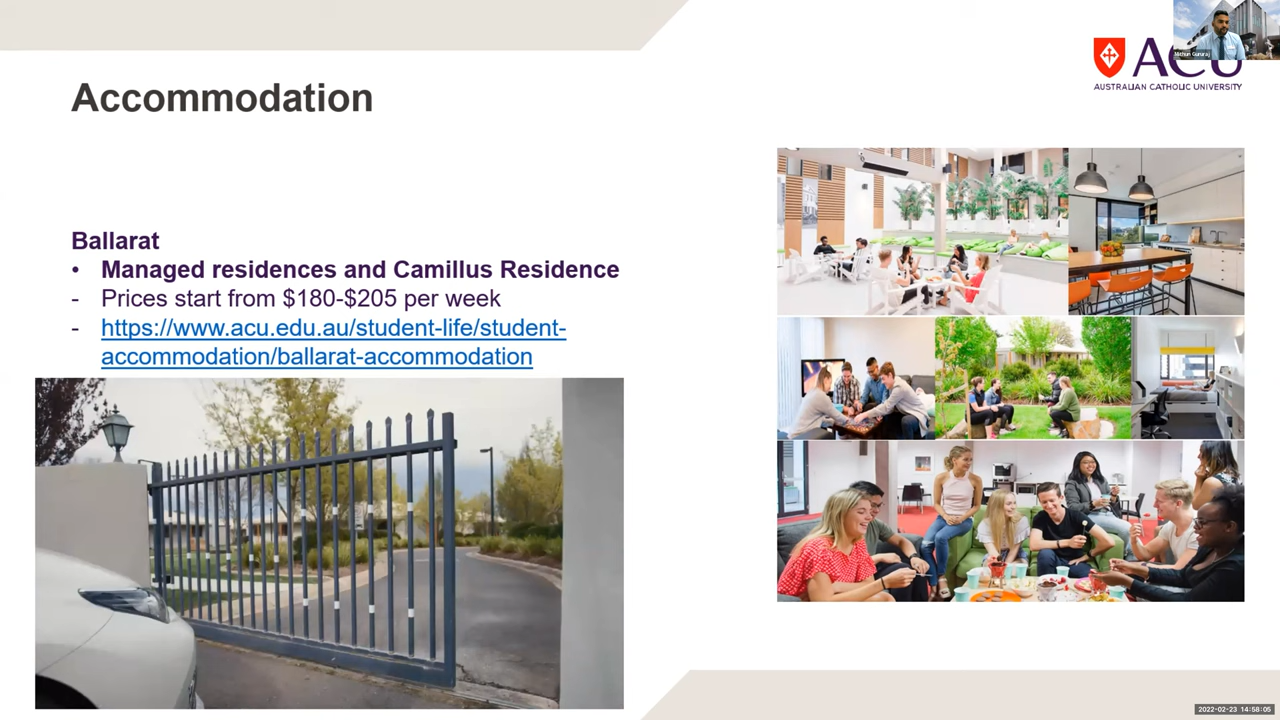 Accommodation
ACU
AUSTRALIAN CATHOLIC UNIVERSITY
Ballarat
• Managed residences and Camillus Residence
- Prices start from $180-$205 per week
- https://www.acu.edu.au/student-life/student-
accommodation/ballarat-accommodation
2022-02-23 14:58:05